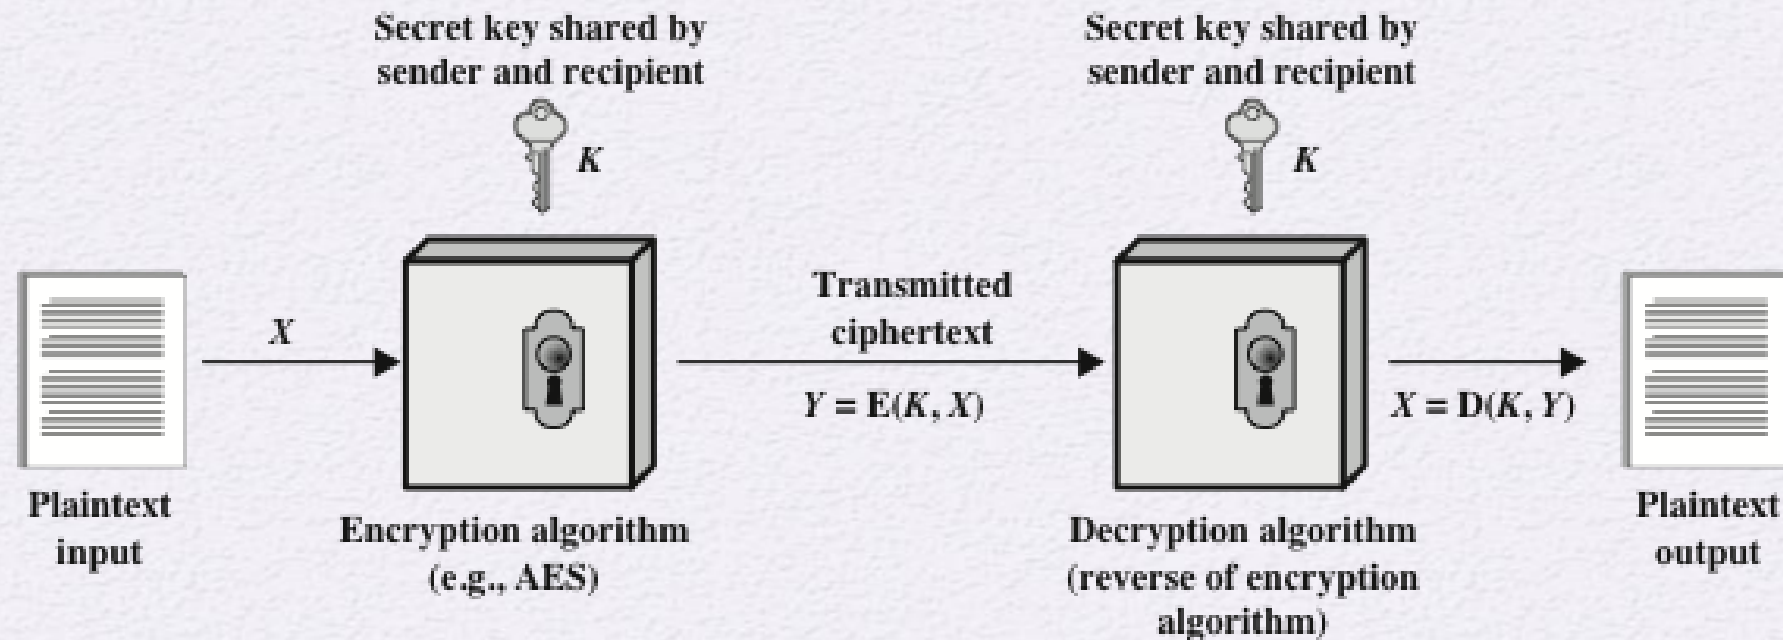 Secret key shared by
sender and recipient
K
Secret key shared by
sender and recipient
K
X
Transmitted
ciphertext
Y = E(K, X)
X = D(K, Y)
Plaintext
input
Encryption algorithm
(e.g., AES)
Decryption algorithm
(reverse of encryption
algorithm)
Plaintext
output